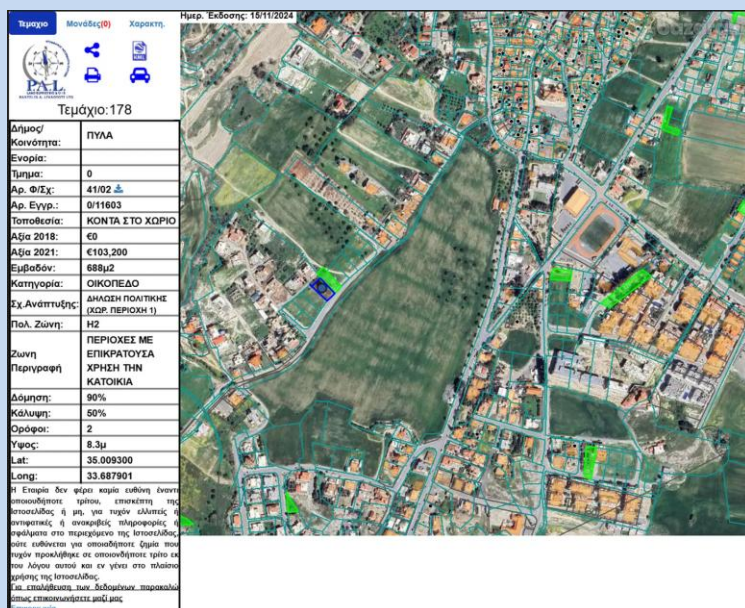 Τεμαχιο Μονάδες(0) Χαρακτη.
Ημερ. Έκδοσης: 15/11/2024
P.A.L.
Τεμάχιο:178
Δήμος/ Κοινότητα: ΠΥΛΑ
Ενορία:
Τμημα: 0
Αρ. Φ/Σχ: 41/02
Αρ. Εγγρ.: 0/11603
Τοποθεσία: ΚΟΝΤΑ ΣΤΟ ΧΩΡΙΟ
Αξία 2018: €0
Αξία 2021: €103,200
Εμβαδόν: 688μ2
Κατηγορία: ΟΙΚΟΠΕΔΟ
Σχ.Ανάπτυξης: ΔΗΛΩΣΗ ΠΟΛΙΤΙΚΗΣ (ΧΩΡ. ΠΕΡΙΟΧΗ 1)
Πολ. Ζώνη: Η2
Ζωνη Περιγραφή ΠΕΡΙΟΧΕΣ ΜΕ ΕΠΙΚΡΑΤΟΥΣΑ ΧΡΗΣΗ ΤΗΝ ΚΑΤΟΙΚΙΑ
Δόμηση: 90%
Κάλυψη: 50%
Ορόφοι: 2
Υψος: 8.3μ
Lat: 35.009300
Long: 33.687901
Η Εταιρία δεν φέρει καμία ευθύνη έναντι
οποιουδήποτε τρίτου, επισκέπτη της
Ιστοσελίδας ή μη, για τυχόν ελλιπείς ή
αντιφατικές ή ανακριβείς πληροφορίες ή
σφάλματα στο περιεχόμενο της Ιστοσελίδας,
ούτε ευθύνεται για οποιαδήποτε ζημία που
τυχόν προκλήθηκε σε οποιονδήποτε τρίτο εκ
του λόγου αυτού και εν γένει στο πλαίσιο
χρήσης της Ιστοσελίδας.
Για επαλήθευση των δεδομένων παρακαλώ
όπως επικοινωνήσετε μαζί μας